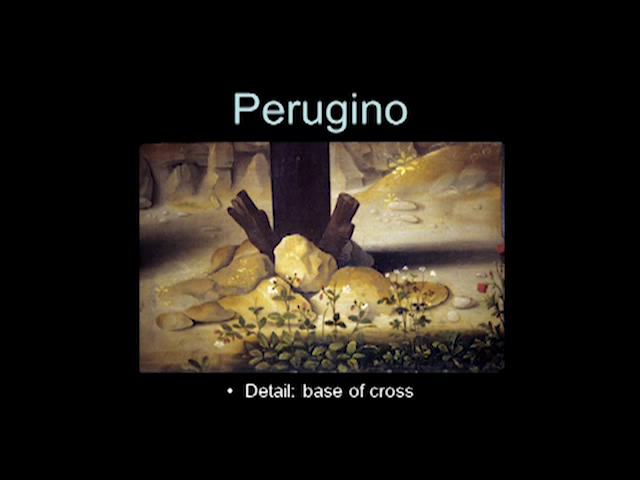 Perugino
• Detail: base of cross